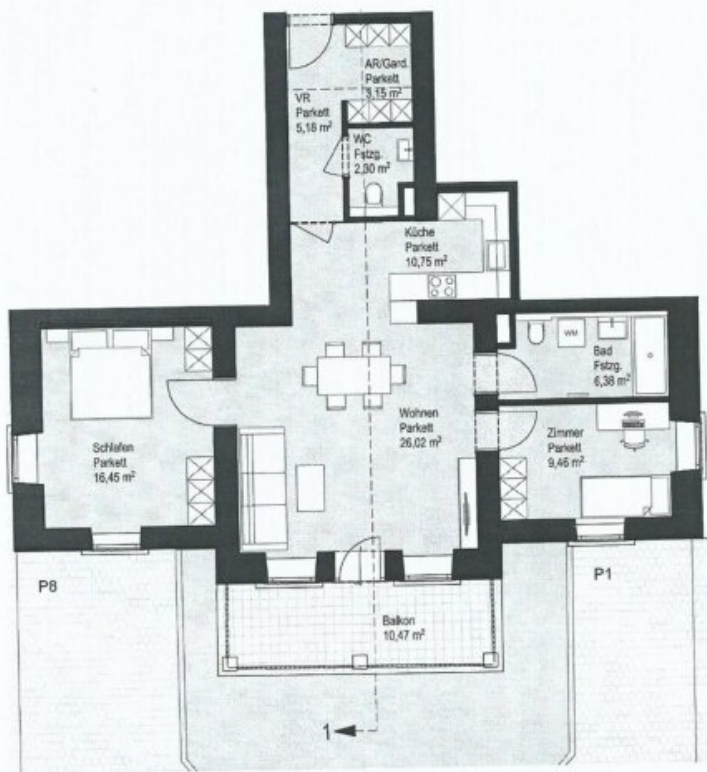 AR/Gard.
Parkett
3,15 m²
VR
Parkett
5,18 m²
WC
Fstzg.
2,30 m²
Küche
Parkett
10,75 m²
WM
Bad
Fstzg.
6,38 m²
Schlafen
Parkett
16,45 m²
Wohnen
Parkett
26,02 m²
Zimmer
Parkett
9,46 m²
P8
P1
Balkon
10,47 m²
1